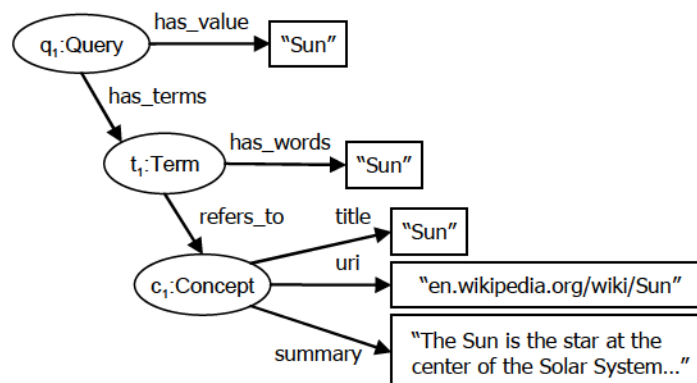 has_value
q₁:Query
“Sun”
has_terms
has_words
t₁:Term
“Sun”
refers_to
title
“Sun”
uri
c₁:Concept
“en.wikipedia.org/wiki/Sun”
summary
“The Sun is the star at the
center of the Solar System...”